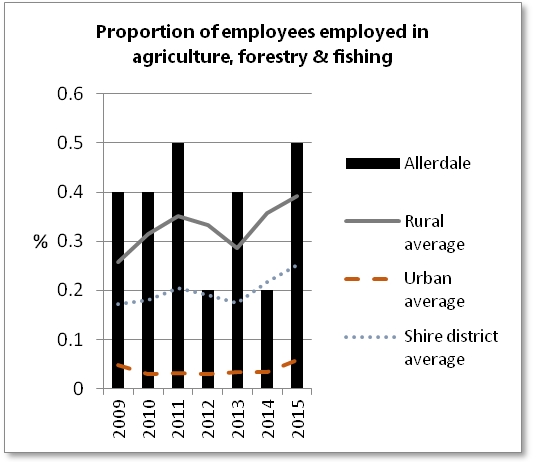 Proportion of employees employed in
agriculture, forestry & fishing
0.6
0.5
0.4
0.3
0.2
0.1
0
%
2009
2010
2011
2012
2013
2014
2015
Allerdale
Rural
average
Urban
average
Shire district
average